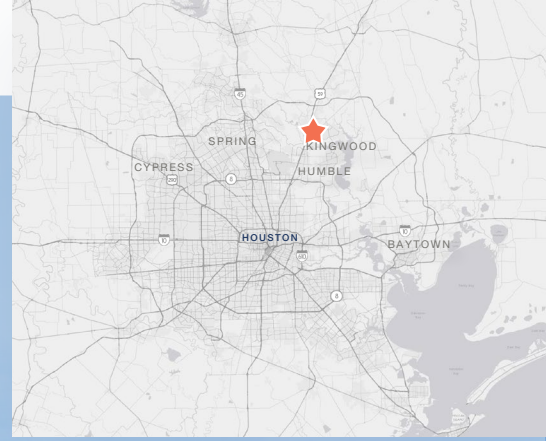 45
59
SPRING
KINGWOOD
CYPRESS
HUMBLE
290
8
HOUSTON
10
610
10
BAYTOWN
8